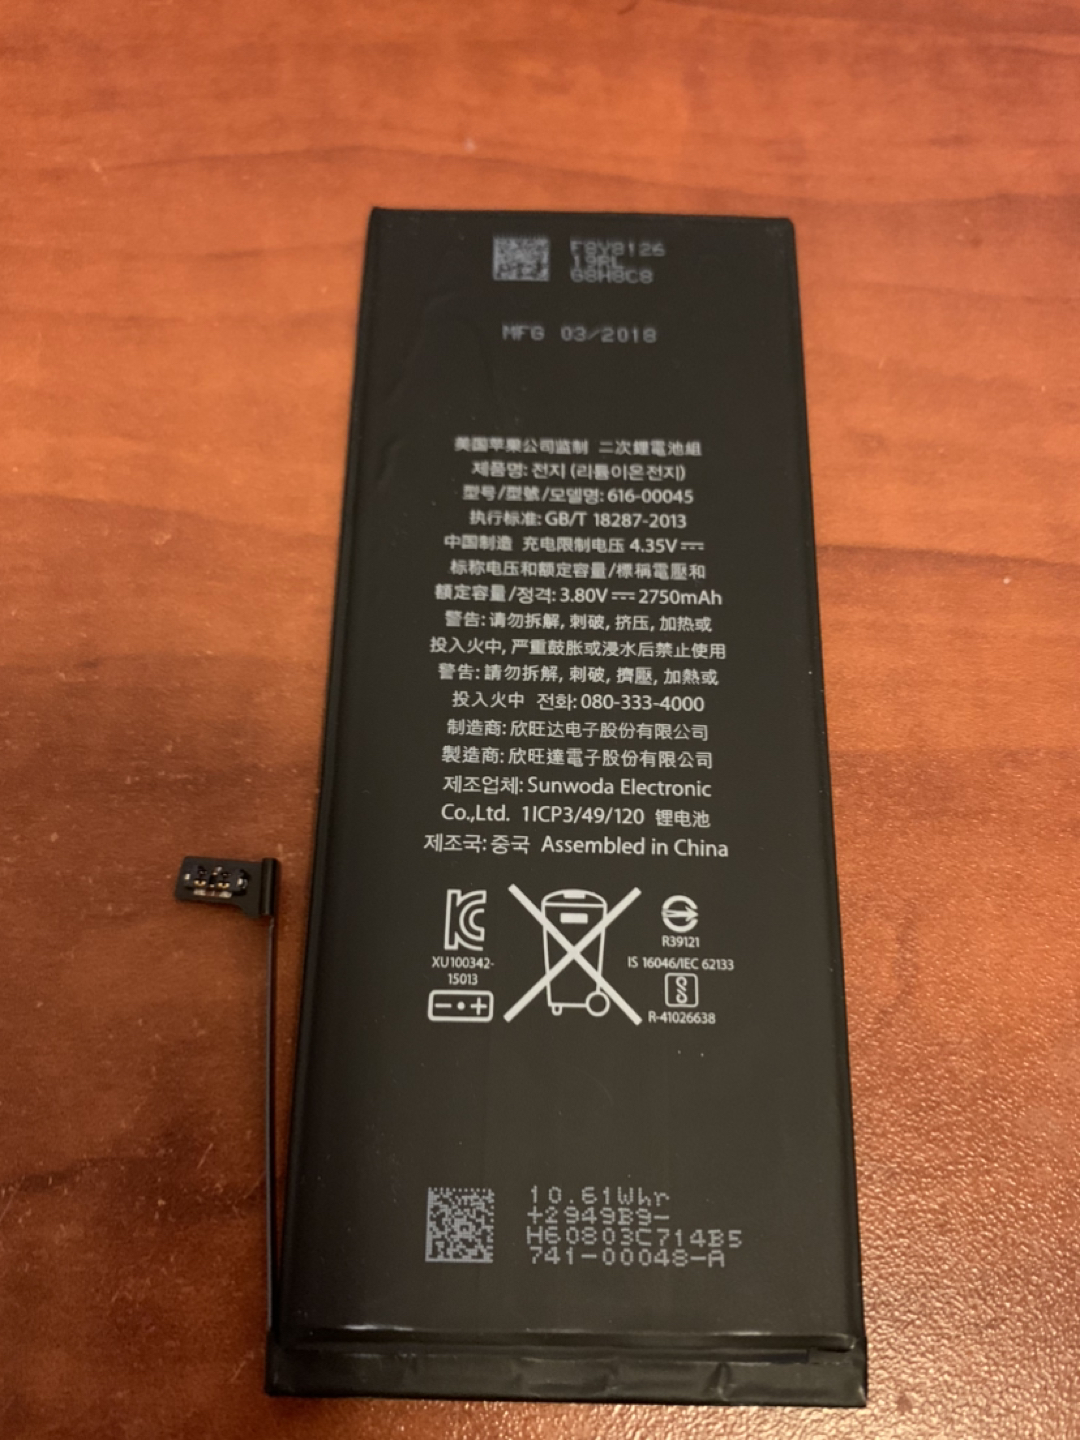 F8Y8126
19RL
G8H8C8
MFG 03/2018
美国苹果公司监制 二次鋰電池組
제품명: 전지 (리튬이온전지)
型号/型號/모델명: 616-00045
执行标准: GB/T 18287-2013
中国制造 充电限制电压 4.35V⎓
标称电压和额定容量/標稱電壓和
額定容量/정격: 3.80V⎓2750mAh
警告: 请勿拆解, 刺破, 挤压, 加热或
投入火中, 严重鼓胀或浸水后禁止使用
警告: 請勿拆解, 刺破, 擠壓, 加熱或
投入火中 전화: 080-333-4000
制造商: 欣旺达电子股份有限公司
製造商: 欣旺達電子股份有限公司
제조업체: Sunwoda Electronic
Co.,Ltd. 1ICP3/49/120 锂电池
제조국: 중국 Assembled in China
KC
XU100342-
15013
R39121
IS 16046/IEC 62133
R-41026638
10.61Whr
+2949B9-
H60803C714B5
741-00048-A